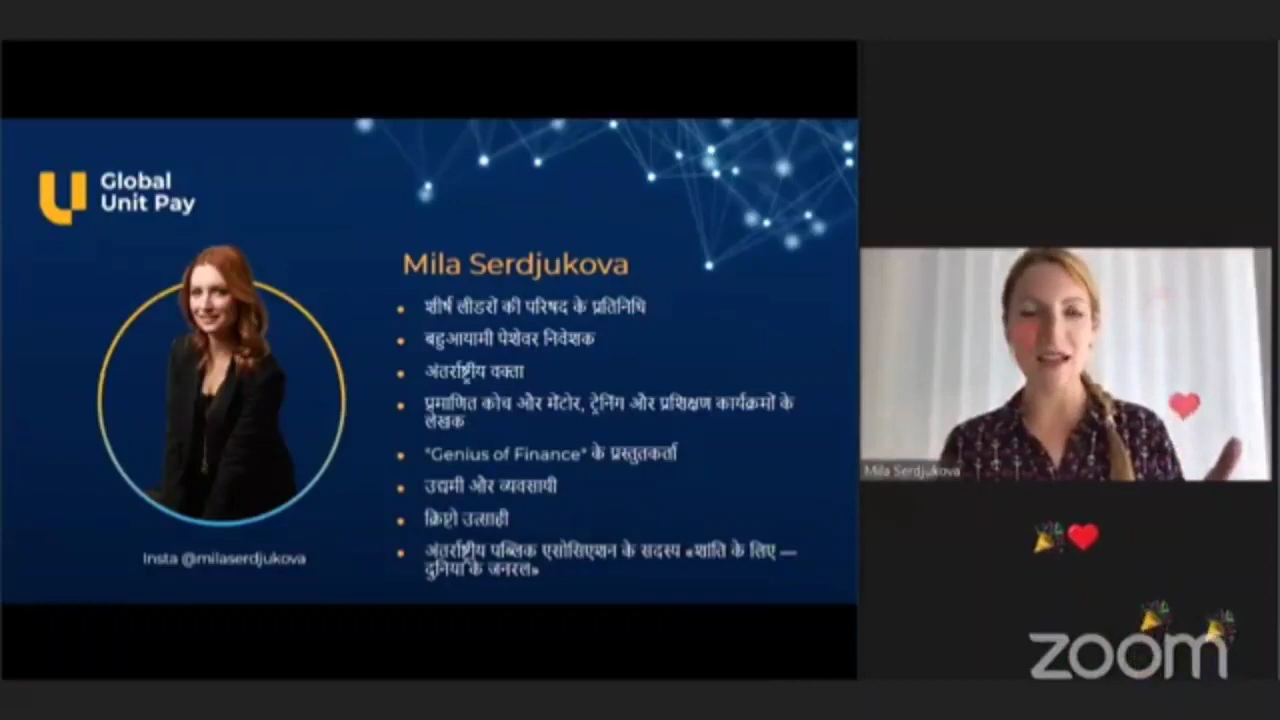 Global
Unit Pay
Mila Serdjukova
शीर्ष लीडरों की परिषद के प्रतिनिधि
बहुआयामी पेशेवर निवेशक
अंतर्राष्ट्रीय वक्ता
प्रमाणित कोच और मेंटोर, ट्रेनिंग और प्रशिक्षण कार्यक्रमों के
लेखक
"Genius of Finance" के प्रस्तुतकर्ता
उद्यमी और व्यवसायी
क्रिप्टो उत्साही
अंतर्राष्ट्रीय पब्लिक एसोसिएशन के सदस्य «शांति के लिए —
दुनिया के जनरल»
Insta @milaserdjukova
Mila Serdjukova
zoom